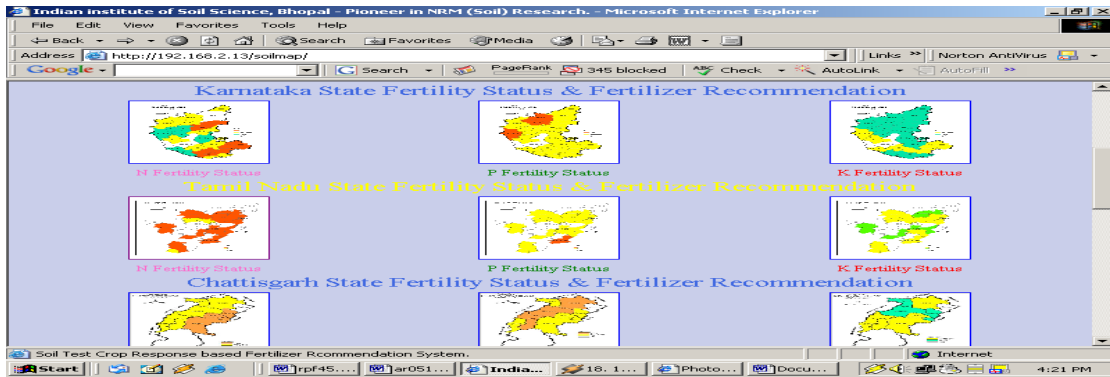 Indian institute of Soil Science, Bhopal - Pioneer in NRM (Soil) Research. - Microsoft Internet Explorer
File Edit View Favorites Tools Help
Back Search Favorites Media
Address http://192.168.2.13/soilmap/ Links » Norton AntiVirus
Google Search PageRank 345 blocked ABC Check AutoLink AutoFill »
Karnataka State Fertility Status & Fertilizer Recommendation
N Fertility Status P Fertility Status K Fertility Status
Tamil Nadu State Fertility Status & Fertilizer Recommendation
N Fertility Status P Fertility Status K Fertility Status
Chattisgarh State Fertility Status & Fertilizer Recommendation
Soil Test Crop Response based Fertilizer Rcommendation System. Internet
Start rpf45... ar051... India... 18. 1... Photo... Docu... 4:21 PM